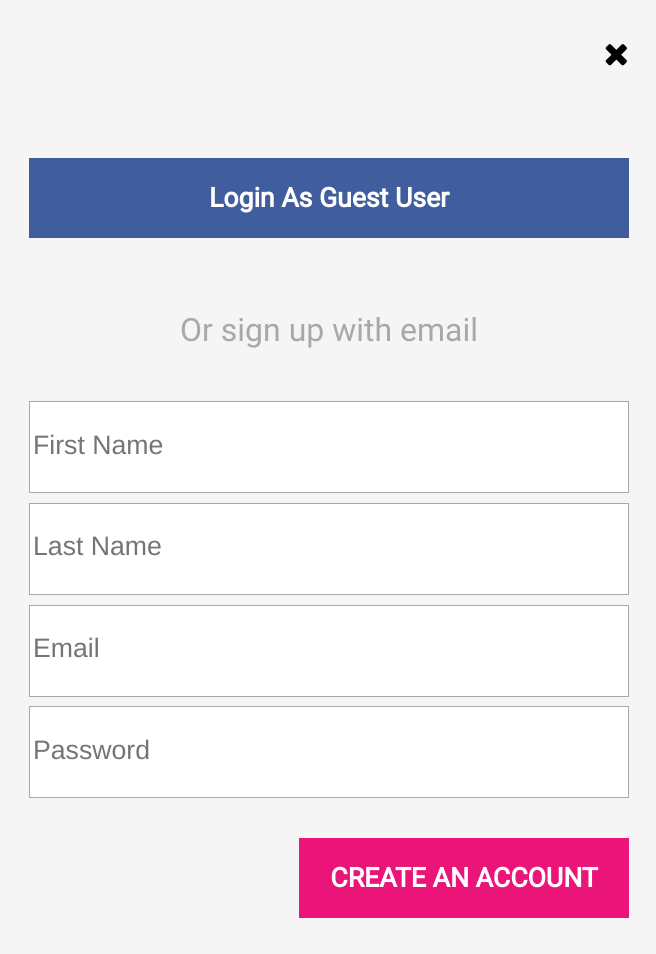 Login As Guest User
Or sign up with email
First Name
Last Name
Email
Password
CREATE AN ACCOUNT